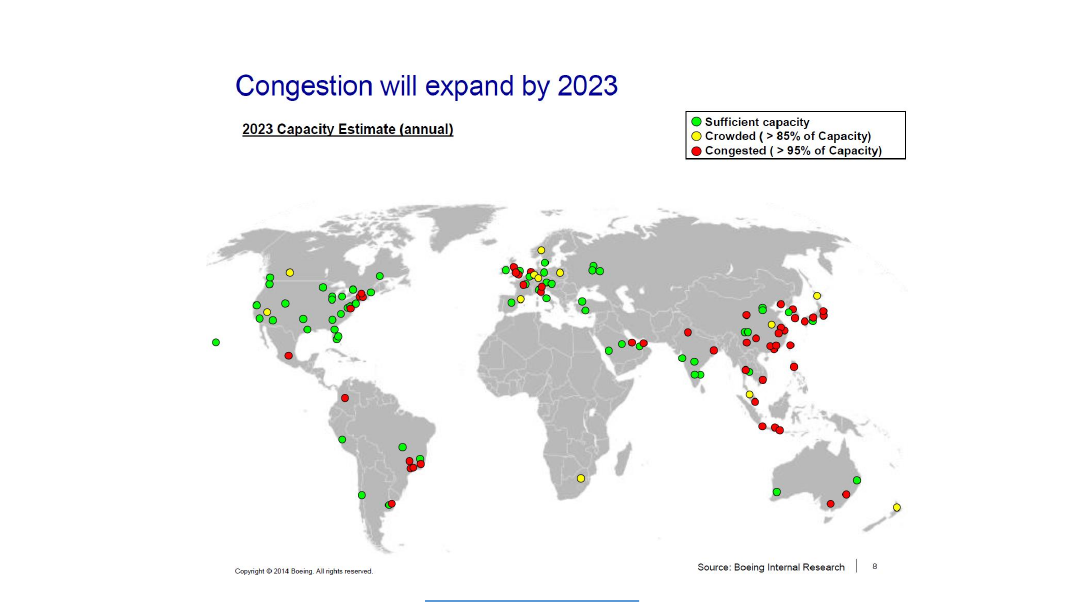 Congestion will expand by 2023
2023 Capacity Estimate (annual)
Sufficient capacity
Crowded ( > 85% of Capacity)
Congested ( > 95% of Capacity)
Source: Boeing Internal Research
8
Copyright © 2014 Boeing. All rights reserved.